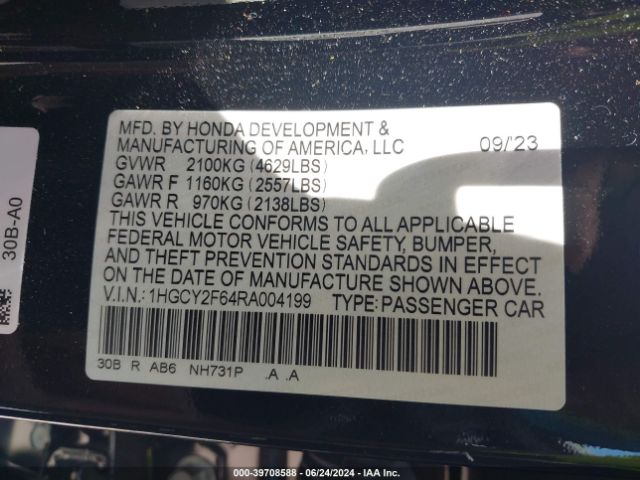 MFD. BY HONDA DEVELOPMENT &
MANUFACTURING OF AMERICA, LLC 09/'23
GVWR 2100KG (4629LBS)
GAWR F 1160KG (2557LBS)
GAWR R 970KG (2138LBS)
THIS VEHICLE CONFORMS TO ALL APPLICABLE
FEDERAL MOTOR VEHICLE SAFETY, BUMPER,
AND THEFT PREVENTION STANDARDS IN EFFECT
ON THE DATE OF MANUFACTURE SHOWN ABOVE.
V.I.N.: 1HGCY2F64RA004199 TYPE: PASSENGER CAR
30B R AB6 NH731P .A .A
30B-A0
000-39708588 - 06/24/2024 - IAA Inc.